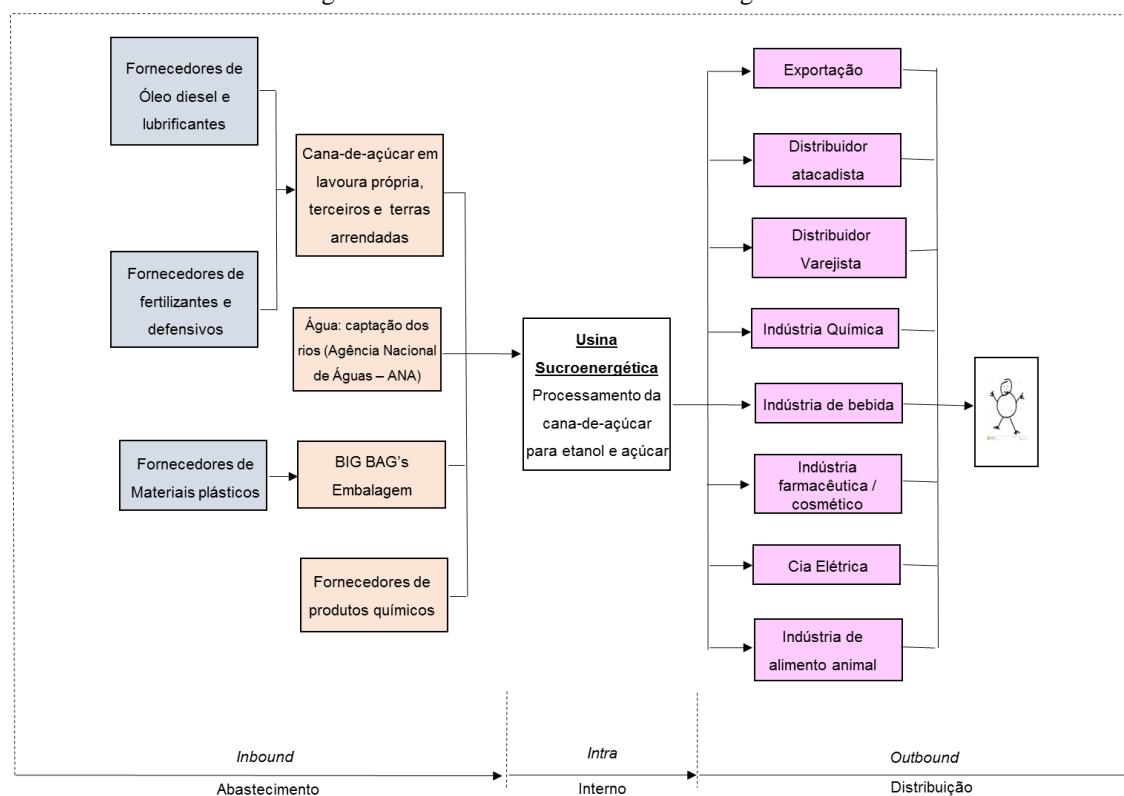 Fornecedores de
Óleo diesel e
lubrificantes
Fornecedores de
fertilizantes e
defensivos
Fornecedores de
Materiais plásticos
Cana-de-açúcar em
lavoura própria,
terceiros e terras
arrendadas
Água: captação dos
rios (Agência Nacional
de Águas – ANA)
BIG BAG's
Embalagem
Fornecedores de
produtos químicos
Usina
Sucroenergética
Processamento da
cana-de-açúcar
para etanol e açúcar
Exportação
Distribuidor
atacadista
Distribuidor
Varejista
Indústria Química
Indústria de bebida
Indústria
farmacêutica /
cosmético
Cia Elétrica
Indústria de
alimento animal
Inbound
Abastecimento
Intra
Interno
Outbound
Distribuição